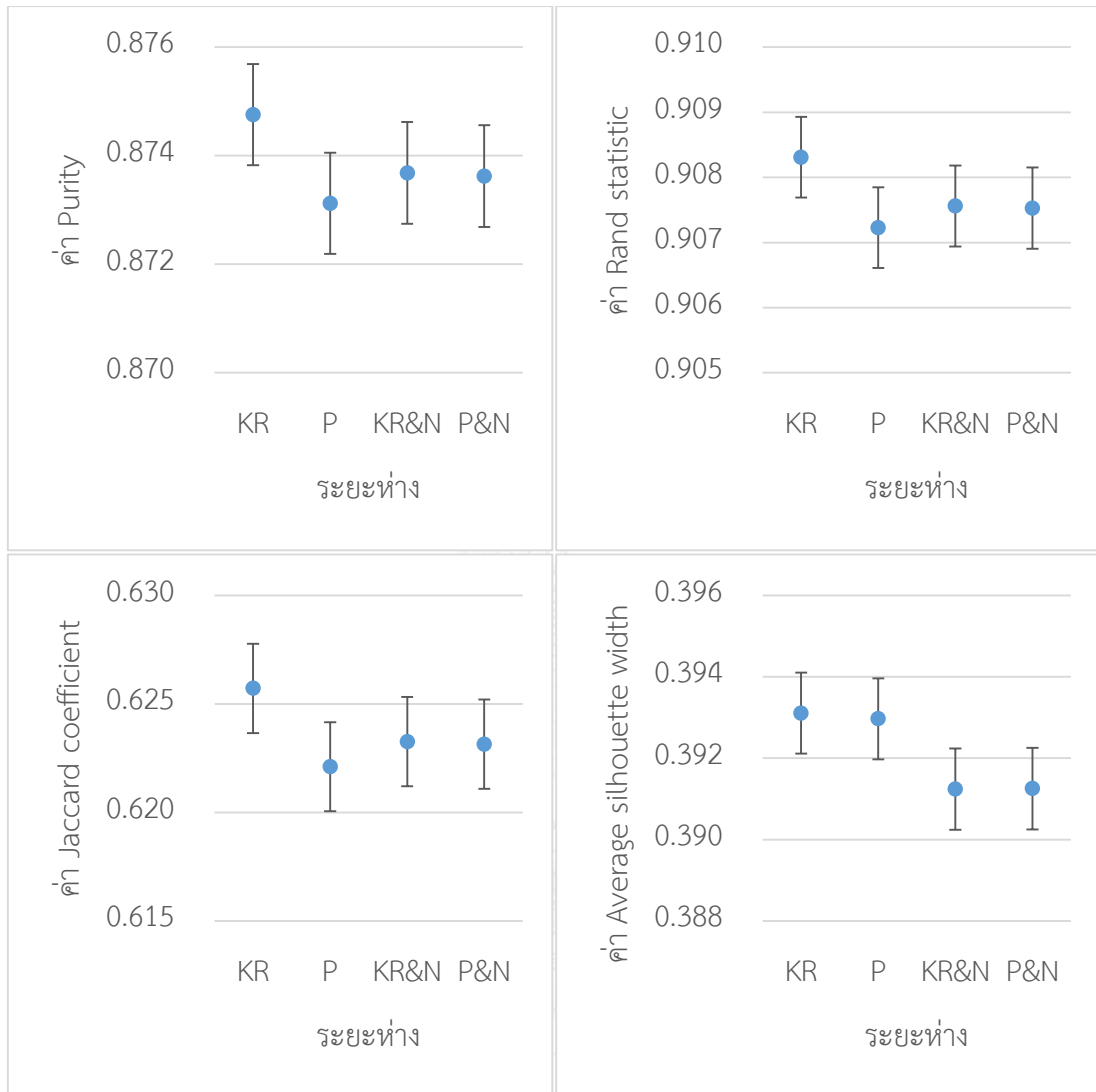 ค่า Purity
0.876
0.874
0.872
0.870
KR P KR&N P&N
ระยะห่าง
ค่า Rand statistic
0.910
0.909
0.908
0.907
0.906
0.905
KR P KR&N P&N
ระยะห่าง
ค่า Jaccard coefficient
0.630
0.625
0.620
0.615
KR P KR&N P&N
ระยะห่าง
ค่า Average silhouette width
0.396
0.394
0.392
0.390
0.388
KR P KR&N P&N
ระยะห่าง